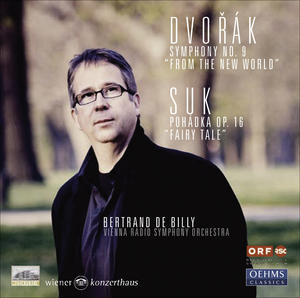 DVOŘÁK
SYMPHONY NO. 9
"FROM THE NEW WORLD"
SUK
POHÁDKA OP. 16
"FAIRY TALE"
BERTRAND DE BILLY
VIENNA RADIO SYMPHONY ORCHESTRA
wiener konzerthaus
ORF RSO
OEHMS
CLASSICS